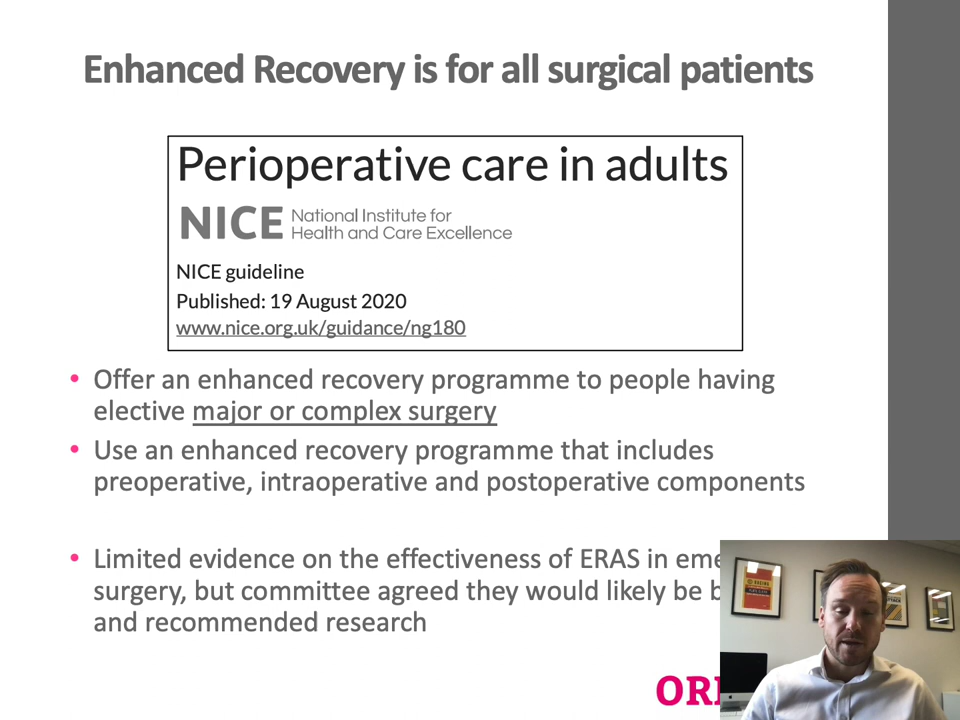 Enhanced Recovery is for all surgical patients
Perioperative care in adults
NICE National Institute for
Health and Care Excellence
NICE guideline
Published: 19 August 2020
www.nice.org.uk/guidance/ng180
• Offer an enhanced recovery programme to people having
elective major or complex surgery
• Use an enhanced recovery programme that includes
preoperative, intraoperative and postoperative components
• Limited evidence on the effectiveness of ERAS in
surgery, but committee agreed they would likely be
and recommended research